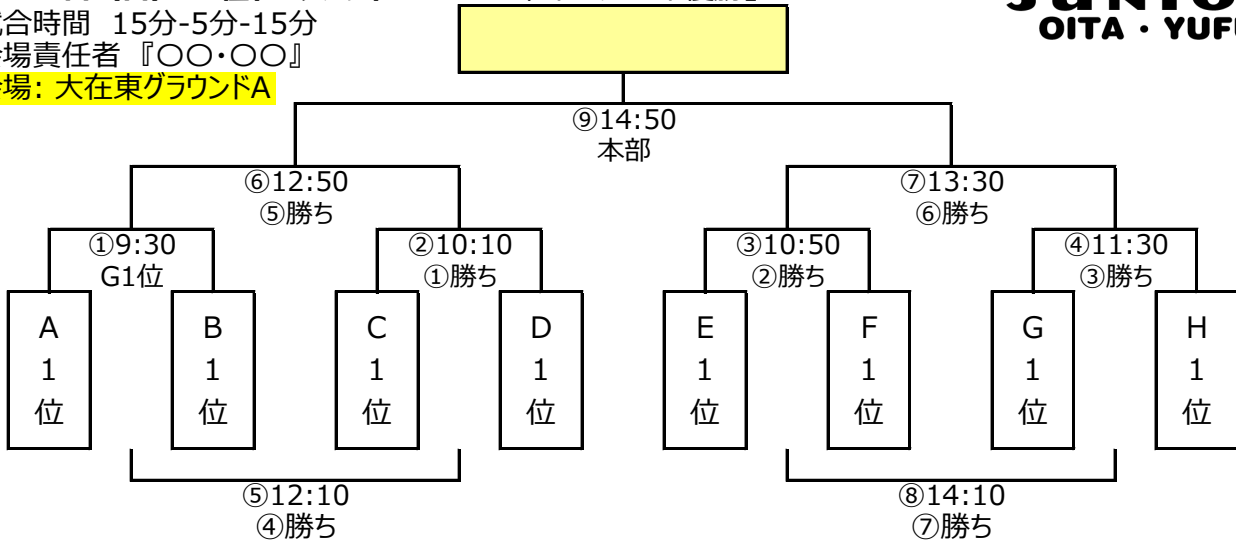 合時間 15分-5分-15分
場責任者『〇〇・〇〇』
場: 大在東グラウンドA
JUNIO
OITA・YUFU
⑨14:50
本部
⑥12:50
⑤勝ち
⑦13:30
⑥勝ち
①9:30
G1位
②10:10
①勝ち
③10:50
②勝ち
④11:30
③勝ち
A
1
位
B
1
位
C
1
位
D
1
位
E
1
位
F
1
位
G
1
位
H
1
位
⑤12:10
④勝ち
⑧14:10
⑦勝ち